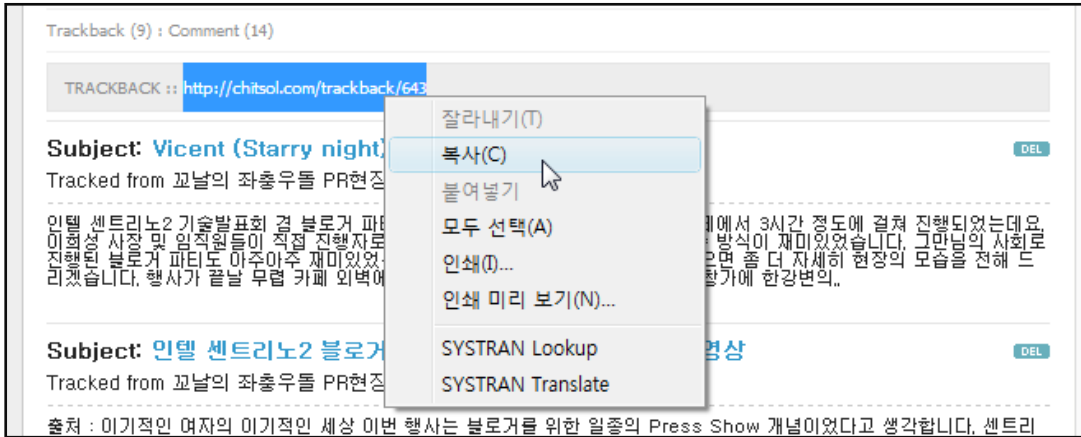 Trackback (9) : Comment (14)
TRACKBACK :: http://chitsol.com/trackback/643
잘라내기(T)
복사(C)
붙여넣기
모두 선택(A)
인쇄(I)...
인쇄 미리 보기(N)...
SYSTRAN Lookup
SYSTRAN Translate
Subject: Vicent (Starry night)
DEL
Tracked from 꼬날의 좌충우돌 PR현장
인텔 센트리노2 기술발표회 겸 블로거 파티 에서 3시간 정도에 걸쳐 진행되었는데요,
이희성 사장 및 임직원들이 직접 진행자로 방식이 재미있었습니다. 그만님의 사회로
진행된 블로거 파티도 아주아주 재미있었 으면 좀 더 자세히 현장의 모습을 전해 드
리겠습니다. 행사가 끝날 무렵 카페 외벽에 창가에 한강변의..
Subject: 인텔 센트리노2 블로거 영상
DEL
Tracked from 꼬날의 좌충우돌 PR현장
출처 : 이기적인 여자의 이기적인 세상 이번 행사는 블로거를 위한 일종의 Press Show 개념이었다고 생각합니다. 센트리